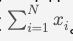 : $\sum_{i=1}^{N} x_i$